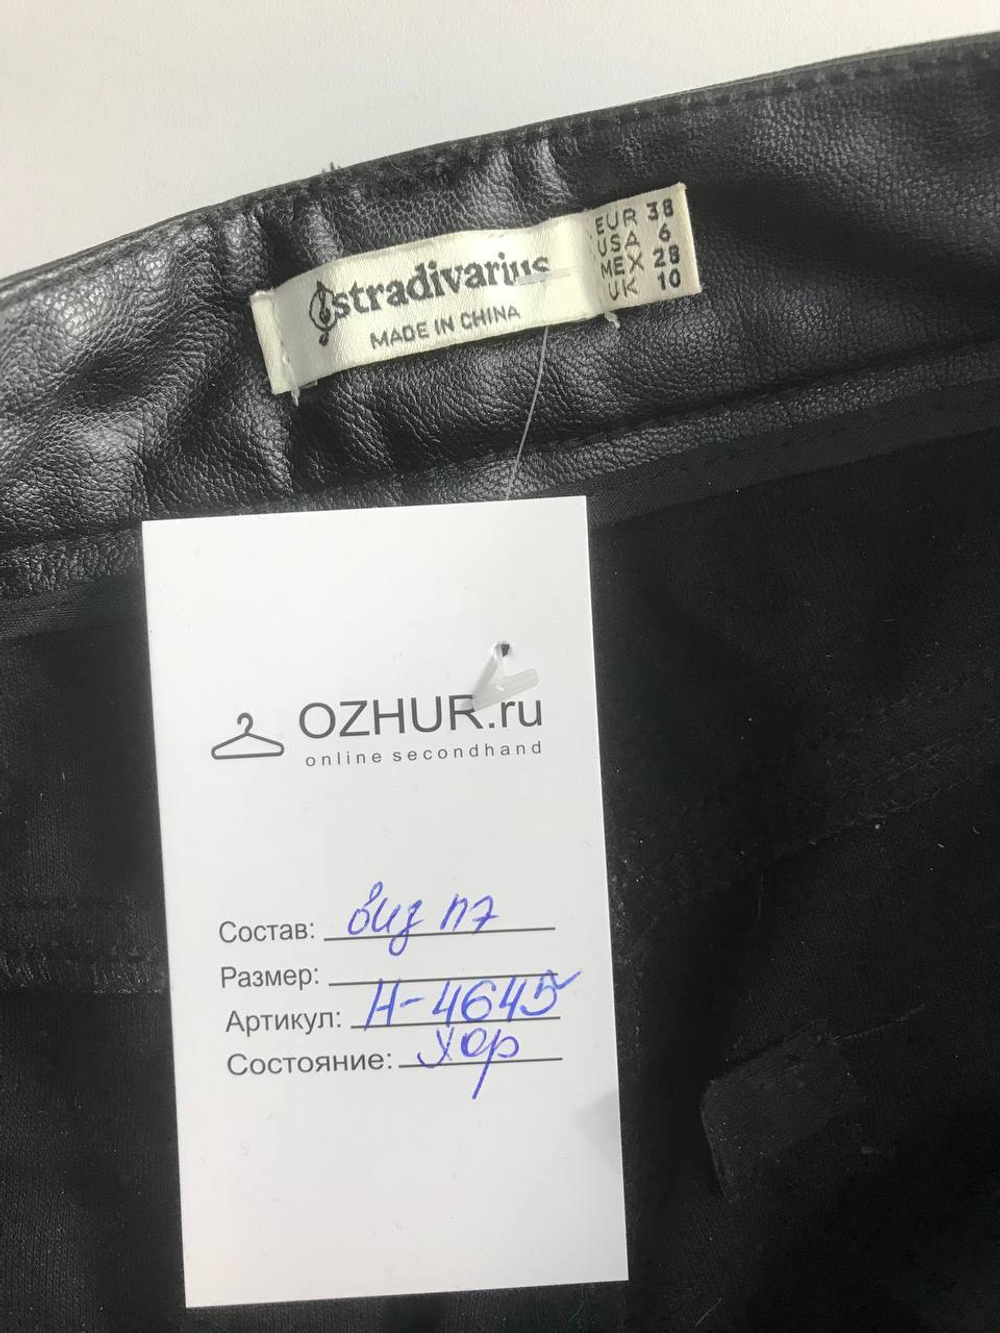 stradivarius
MADE IN CHINA
EUR 38
USA 6
MEX 28
UK 10
OZHUR.ru
online secondhand
Состав: виз пэ
Размер:
Артикул: Н-4645
Состояние: хор